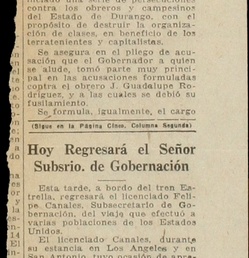 contra los obreros y campesinos
del Estado de Durango, con el
propósito de destruir la organiza-
ción de clases, en beneficio de los
terratenientes y capitalistas.
Se asegura en el pliego de acusa-
ción que el Gobernador a quien
se alude, tomó parte muy princi-
pal en las acusaciones formuladas
contra el obrero J. Guadalupe Ro-
dríguez, y a las cuales se debió su
fusilamiento.
Se formula, igualmente, el cargo
(Sigue en la Página Cinco, Columna Segunda)
Hoy Regresará el Señor
Subsrio. de Gobernación
Esta tarde, a bordo del tren Es-
trella, regresará el licenciado Feli-
pe Canales, Subsecretario de Go-
bernación, del viaje que efectuó a
varias poblaciones de los Estados
Unidos.
El licenciado Canales, durante
su estancia en Los Angeles y en
San Antonio, tuvo ocasión de